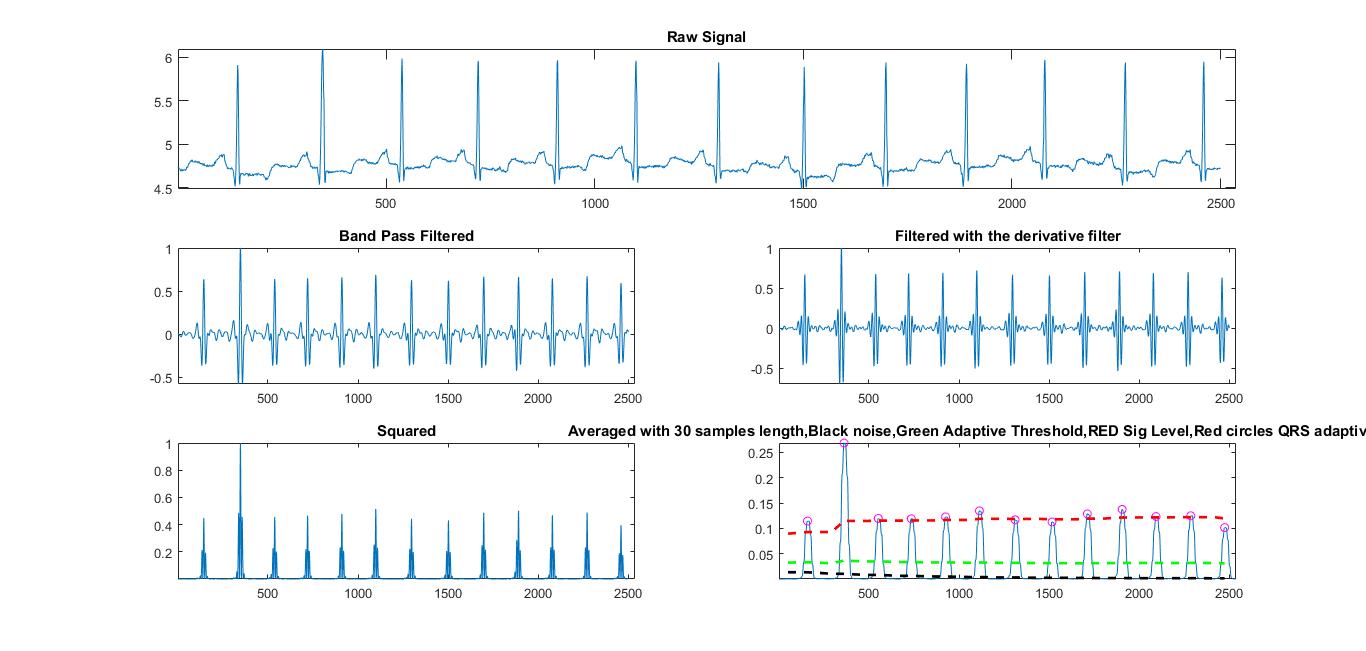 Raw Signal
6
5.5
5
4.5
500 1000 1500 2000 2500
Band Pass Filtered
1
0.5
0
-0.5
500 1000 1500 2000 2500
Filtered with the derivative filter
1
0.5
0
-0.5
500 1000 1500 2000 2500
Squared
1
0.8
0.6
0.4
0.2
500 1000 1500 2000 2500
Averaged with 30 samples length,Black noise,Green Adaptive Threshold,RED Sig Level,Red circles QRS adaptiv
0.25
0.2
0.15
0.1
0.05
500 1000 1500 2000 2500